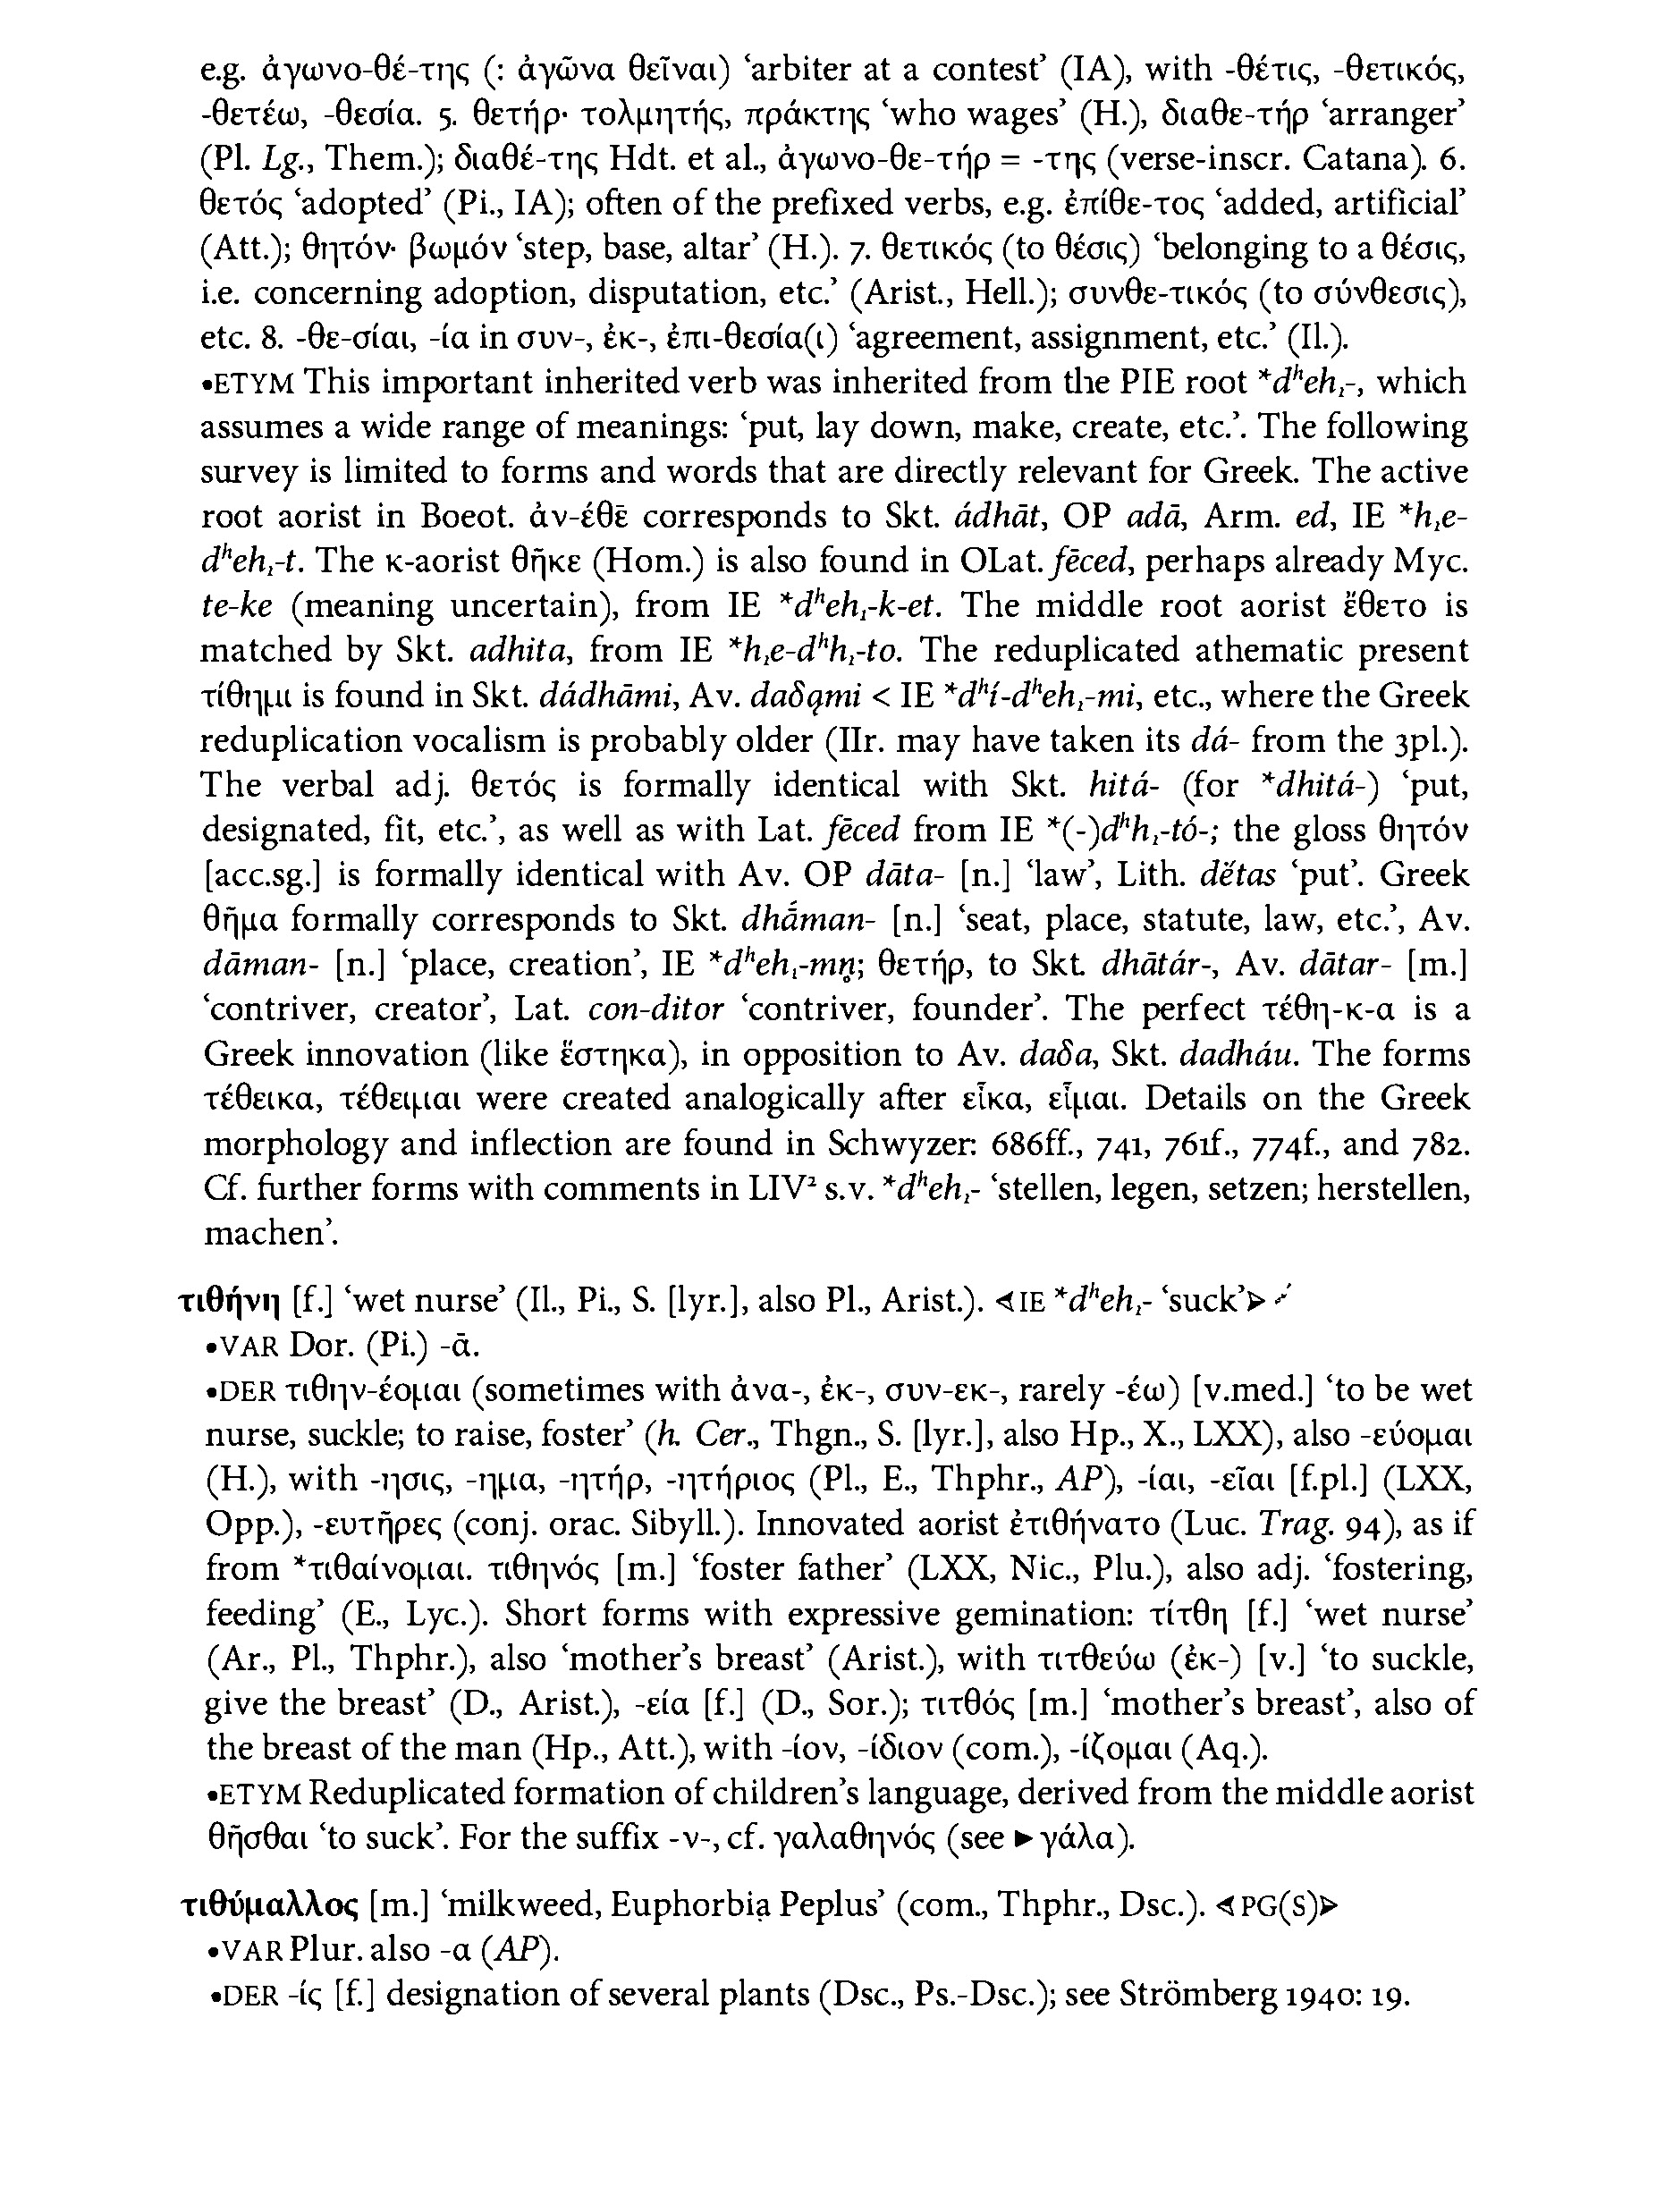 e.g. ἀγωνο-θέ-της (: ἀγῶνα θεῖναι) ‘arbiter at a contest’ (IA), with -θέτις, -θετικός,
-θετέω, -θεσία. 5. θετήρ· τολμητής, πράκτης ‘who wages’ (H.), διαθε-τήρ ‘arranger’
(Pl. Lg., Them.); διαθέ-της Hdt. et al., ἀγωνο-θε-τήρ = -της (verse-inscr. Catana). 6.
θετός ‘adopted’ (Pi., IA); often of the prefixed verbs, e.g. ἐπίθε-τος ‘added, artificial’
(Att.); θητόν· βωμόν ‘step, base, altar’ (H.). 7. θετικός (to θέσις) ‘belonging to a θέσις,
i.e. concerning adoption, disputation, etc.’ (Arist., Hell.); συνθε-τικός (to σύνθεσις),
etc. 8. -θε-σίαι, -ία in συν-, ἐκ-, ἐπι-θεσία(ι) ‘agreement, assignment, etc.’ (Il.).
•ETYM This important inherited verb was inherited from the PIE root *dʰeh₁-, which
assumes a wide range of meanings: ‘put, lay down, make, create, etc.’. The following
survey is limited to forms and words that are directly relevant for Greek. The active
root aorist in Boeot. ἀν-έθε̄ corresponds to Skt. ádhāt, OP adā, Arm. ed, IE *h₁e-
dʰeh₁-t. The κ-aorist θῆκε (Hom.) is also found in OLat. fēced, perhaps already Myc.
te-ke (meaning uncertain), from IE *dʰeh₁-k-et. The middle root aorist ἔθετο is
matched by Skt. adhita, from IE *h₁e-dʰh₁-to. The reduplicated athematic present
τίθημι is found in Skt. dádhāmi, Av. daδąmi < IE *dʰí-dʰeh₁-mi, etc., where the Greek
reduplication vocalism is probably older (IIr. may have taken its dá- from the 3pl.).
The verbal adj. θετός is formally identical with Skt. hitá- (for *dhitá-) ‘put,
designated, fit, etc.’, as well as with Lat. fēced from IE *(-)dʰh₁-tó-; the gloss θητόν
[acc.sg.] is formally identical with Av. OP dāta- [n.] ‘law’, Lith. dė́tas ‘put’. Greek
θῆμα formally corresponds to Skt. dhā́man- [n.] ‘seat, place, statute, law, etc.’, Av.
dāman- [n.] ‘place, creation’, IE *dʰeh₁-mn̥; θετήρ, to Skt. dhātár-, Av. dātar- [m.]
‘contriver, creator’, Lat. con-ditor ‘contriver, founder’. The perfect τέθη-κ-α is a
Greek innovation (like ἕστηκα), in opposition to Av. daδa, Skt. dadháu. The forms
τέθεικα, τέθειμαι were created analogically after εἷκα, εἷμαι. Details on the Greek
morphology and inflection are found in Schwyzer: 686ff., 741, 761f., 774f., and 782.
Cf. further forms with comments in LIV² s.v. *dʰeh₁- ‘stellen, legen, setzen; herstellen,
machen’.
τιθήνη [f.] ‘wet nurse’ (Il., Pi., S. [lyr.], also Pl., Arist.). ⊲IE *dʰeh₁- ‘suck’⊳
•VAR Dor. (Pi.) -ᾱ.
•DER τιθην-έομαι (sometimes with ἀνα-, ἐκ-, συν-εκ-, rarely -έω) [v.med.] ‘to be wet
nurse, suckle; to raise, foster’ (h. Cer., Thgn., S. [lyr.], also Hp., X., LXX), also -εύομαι
(H.), with -ησις, -ημα, -ητήρ, -ητήριος (Pl., E., Thphr., AP), -ίαι, -εῖαι [f.pl.] (LXX,
Opp.), -ευτῆρες (conj. orac. Sibyll.). Innovated aorist ἐτιθήνατο (Luc. Trag. 94), as if
from *τιθαίνομαι. τιθηνός [m.] ‘foster father’ (LXX, Nic., Plu.), also adj. ‘fostering,
feeding’ (E., Lyc.). Short forms with expressive gemination: τίτθη [f.] ‘wet nurse’
(Ar., Pl., Thphr.), also ‘mother’s breast’ (Arist.), with τιτθεύω (ἐκ-) [v.] ‘to suckle,
give the breast’ (D., Arist.), -εία [f.] (D., Sor.); τιτθός [m.] ‘mother’s breast’, also of
the breast of the man (Hp., Att.), with -ίον, -ίδιον (com.), -ίζομαι (Aq.).
•ETYM Reduplicated formation of children’s language, derived from the middle aorist
θῆσθαι ‘to suck’. For the suffix -ν-, cf. γαλαθηνός (see ►γάλα).
τιθύμαλλος [m.] ‘milkweed, Euphorbia Peplus’ (com., Thphr., Dsc.). ⊲PG(S)⊳
•VAR Plur. also -α (AP).
•DER -ίς [f.] designation of several plants (Dsc., Ps.-Dsc.); see Strömberg 1940: 19.